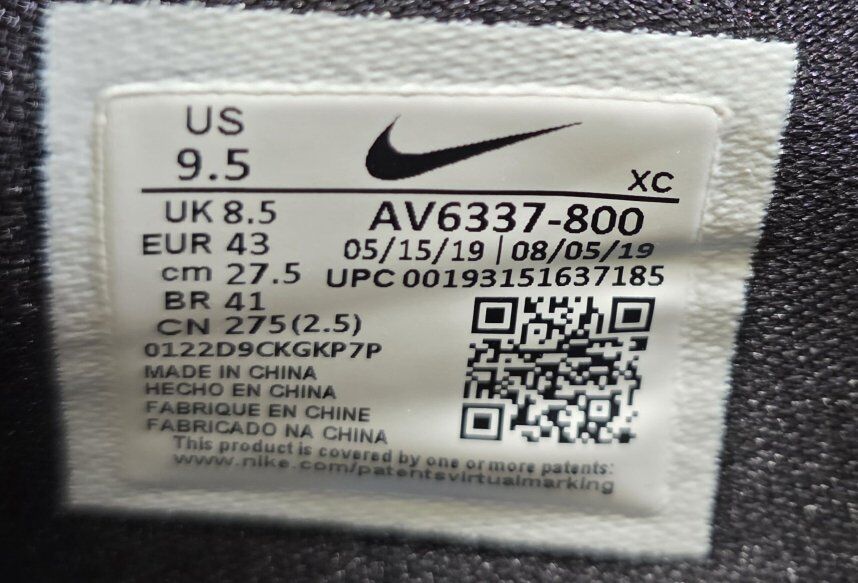 US
9.5
XC
UK 8.5
AV6337-800
EUR 43
05/15/19 | 08/05/19
cm 27.5
UPC 00193151637185
BR 41
CN 275(2.5)
0122D9CKGKP7P
MADE IN CHINA
HECHO EN CHINA
FABRIQUE EN CHINE
FABRICADO NA CHINA
This product is covered by one or more patents:
www.nike.com/patentsvirtualmarking